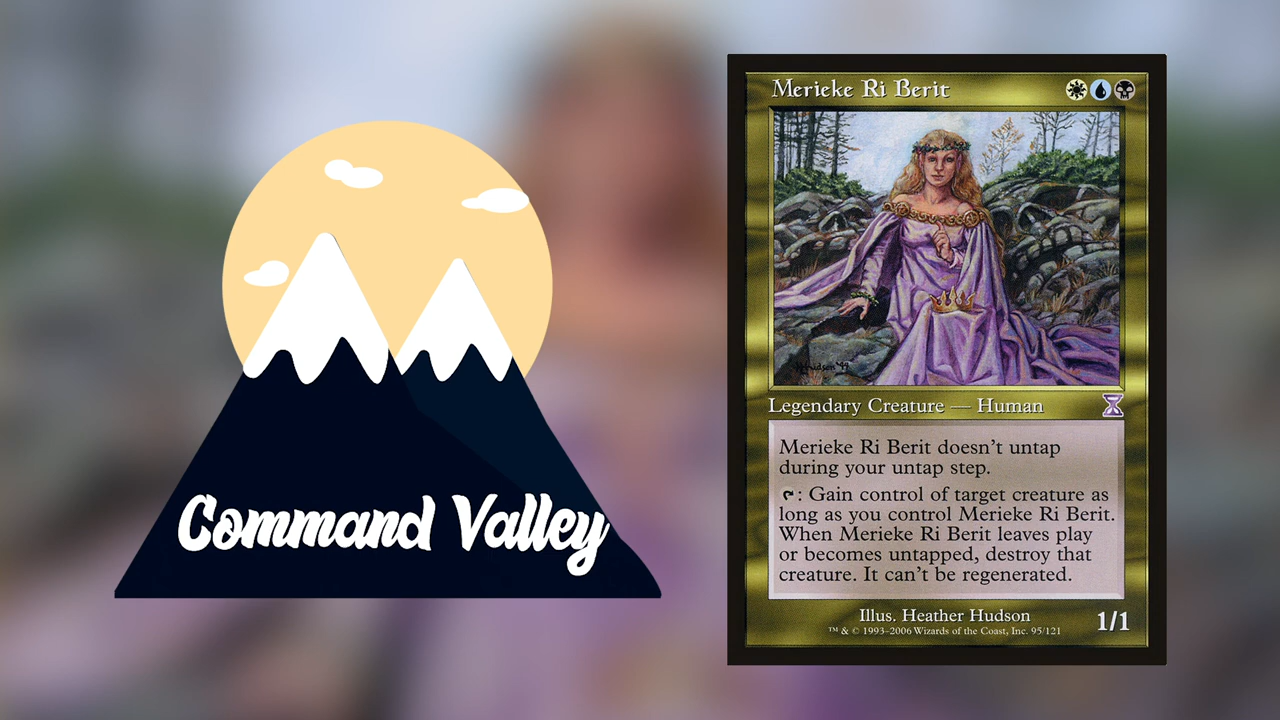 Command Valley
Merieke Ri Berit
Hudson '99
Legendary Creature — Human
Merieke Ri Berit doesn't untap
during your untap step.
: Gain control of target creature as
long as you control Merieke Ri Berit.
When Merieke Ri Berit leaves play
or becomes untapped, destroy that
creature. It can't be regenerated.
Illus. Heather Hudson
™ & © 1993–2006 Wizards of the Coast, Inc. 95/121
1/1